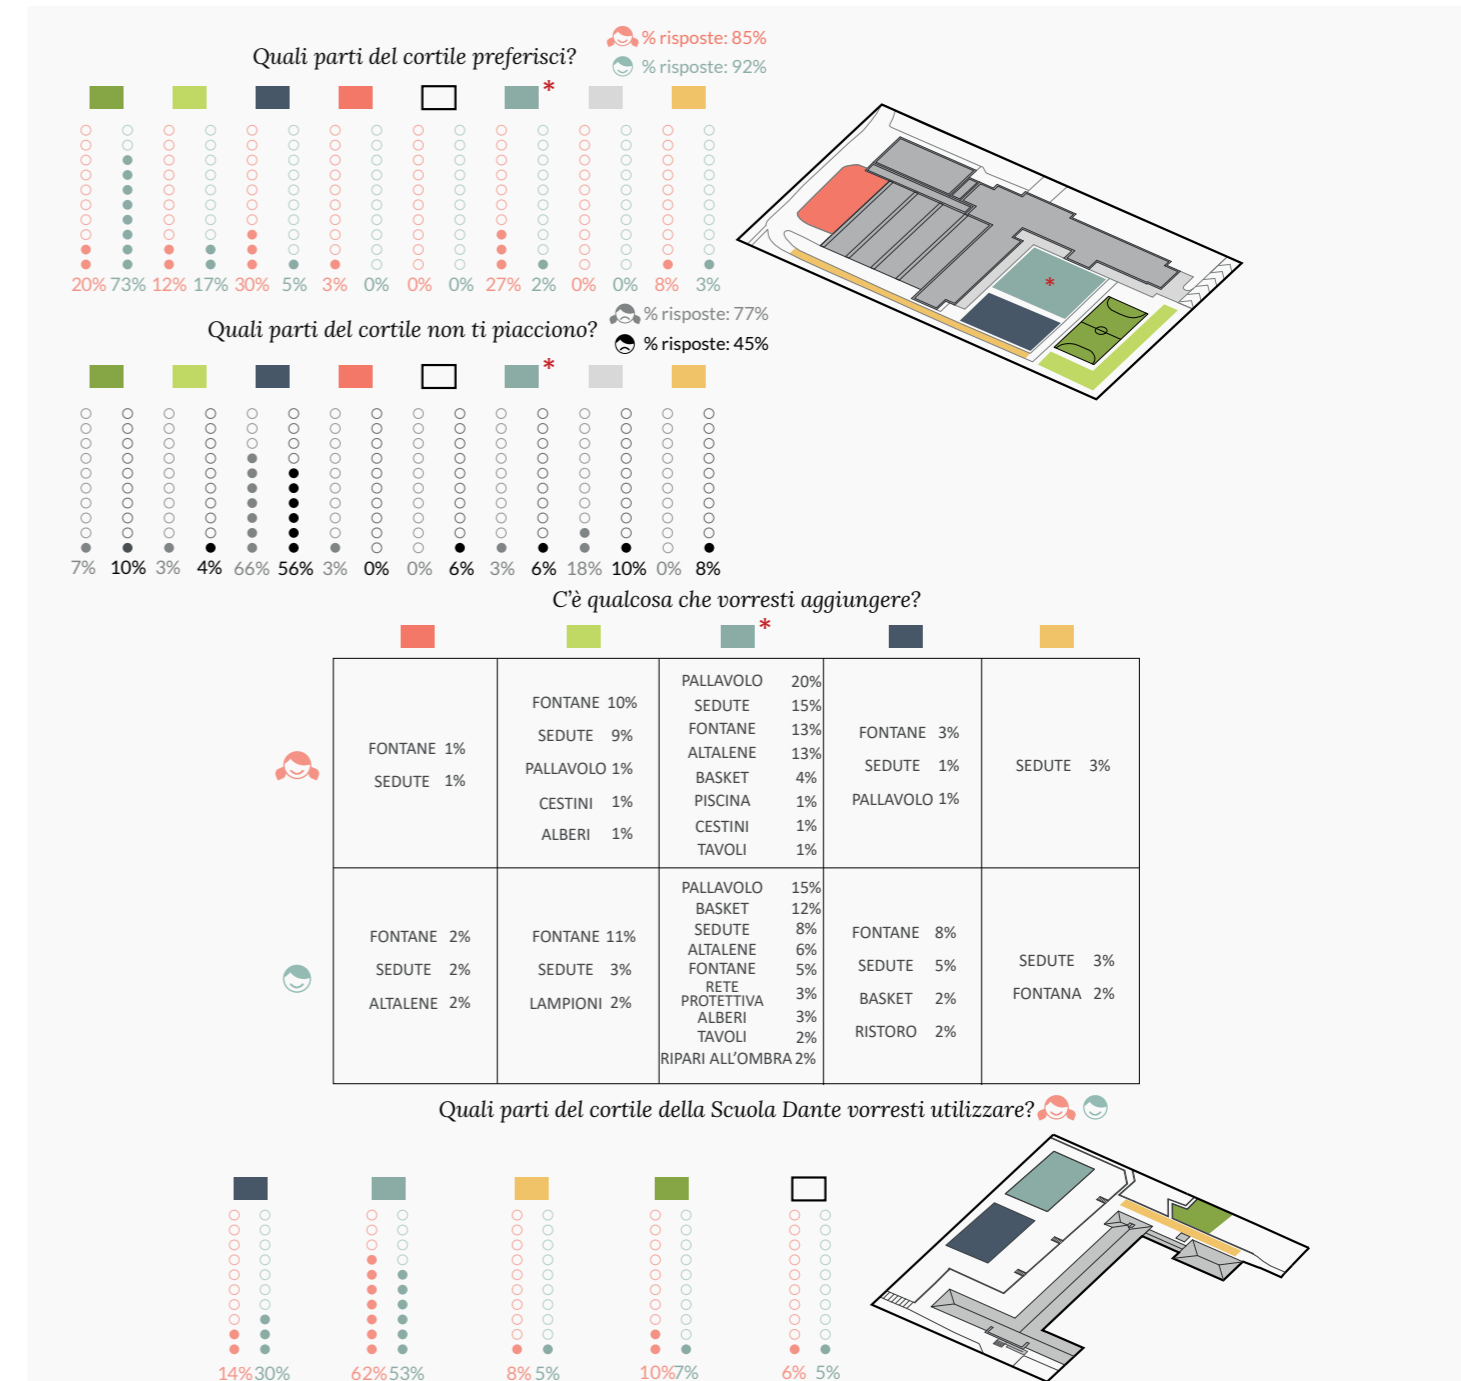 Quali parti del cortile preferisci?
% risposte: 85%
% risposte: 92%
*
20% 73% 12% 17% 30% 5% 3% 0% 0% 0% 27% 2% 0% 0% 8% 3%
*
Quali parti del cortile non ti piacciono?
% risposte: 77%
% risposte: 45%
*
7% 10% 3% 4% 66% 56% 3% 0% 0% 6% 3% 6% 18% 10% 0% 8%
C'è qualcosa che vorresti aggiungere?
*
FONTANE 1%
SEDUTE 1%
FONTANE 10%
SEDUTE 9%
PALLAVOLO 1%
CESTINI 1%
ALBERI 1%
PALLAVOLO 20%
SEDUTE 15%
FONTANE 13%
ALTALENE 13%
BASKET 4%
PISCINA 1%
CESTINI 1%
TAVOLI 1%
FONTANE 3%
SEDUTE 1%
PALLAVOLO 1%
SEDUTE 3%
FONTANE 2%
SEDUTE 2%
ALTALENE 2%
FONTANE 11%
SEDUTE 3%
LAMPIONI 2%
PALLAVOLO 15%
BASKET 12%
SEDUTE 8%
ALTALENE 6%
FONTANE 5%
RETE
PROTETTIVA 3%
ALBERI 3%
TAVOLI 2%
RIPARI ALL'OMBRA 2%
FONTANE 8%
SEDUTE 5%
BASKET 2%
RISTORO 2%
SEDUTE 3%
FONTANA 2%
Quali parti del cortile della Scuola Dante vorresti utilizzare?
14% 30% 62% 53% 8% 5% 10% 7% 6% 5%